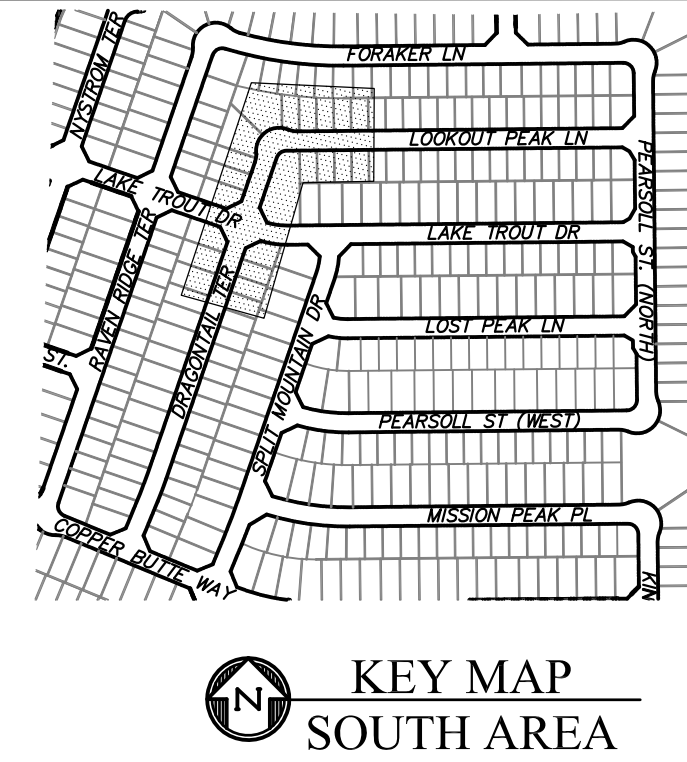 NYSTROM TER
FORAKER LN
LOOKOUT PEAK LN
PEARSOLL ST. (NORTH)
LAKE TROUT DR
LAKE TROUT DR
RAVEN RIDGE TER
DRAGONTAIL TER
SPLIT MOUNTAIN DR
LOST PEAK LN
ST.
PEARSOLL ST (WEST)
MISSION PEAK PL
COPPER BUTTE WAY
KIN
N
KEY MAP
SOUTH AREA